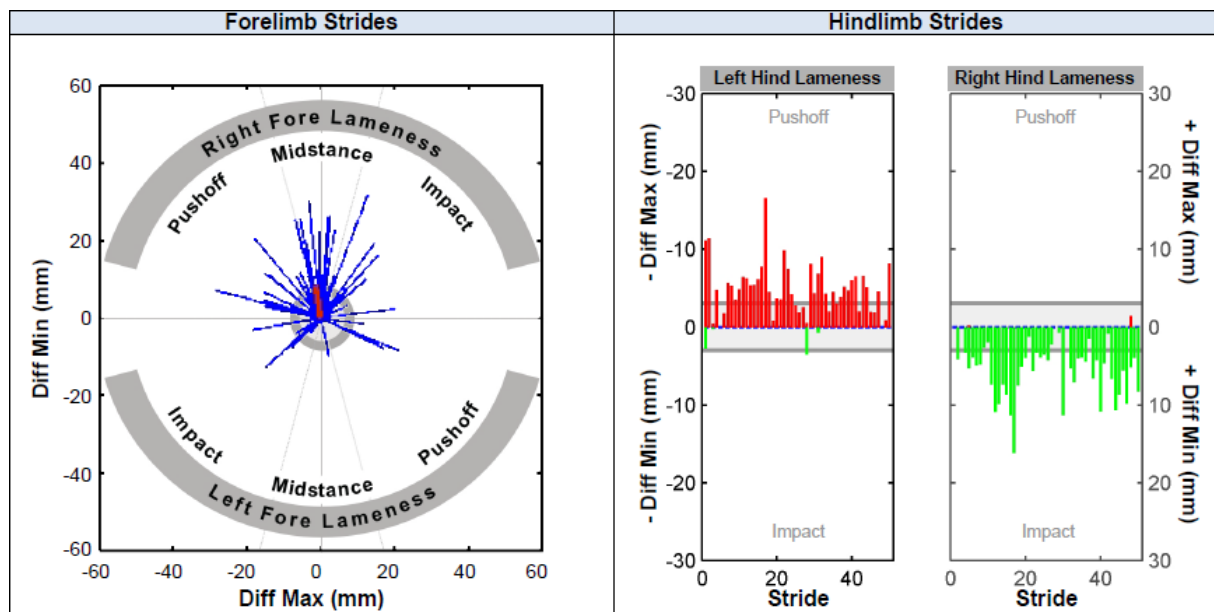 Forelimb Strides
Hindlimb Strides
60
40
20
0
-20
-40
-60
Diff Min (mm)
Right Fore Lameness
Pushoff
Midstance
Impact
Impact
Midstance
Pushoff
Left Fore Lameness
-60
-40
-20
0
20
40
60
Diff Max (mm)
Left Hind Lameness
Right Hind Lameness
-30
-20
-10
0
-10
-20
-30
- Diff Max (mm)
- Diff Min (mm)
Pushoff
Impact
0
20
40
Stride
Pushoff
Impact
0
20
40
Stride
30
20
10
0
10
20
30
+ Diff Max (mm)
+ Diff Min (mm)